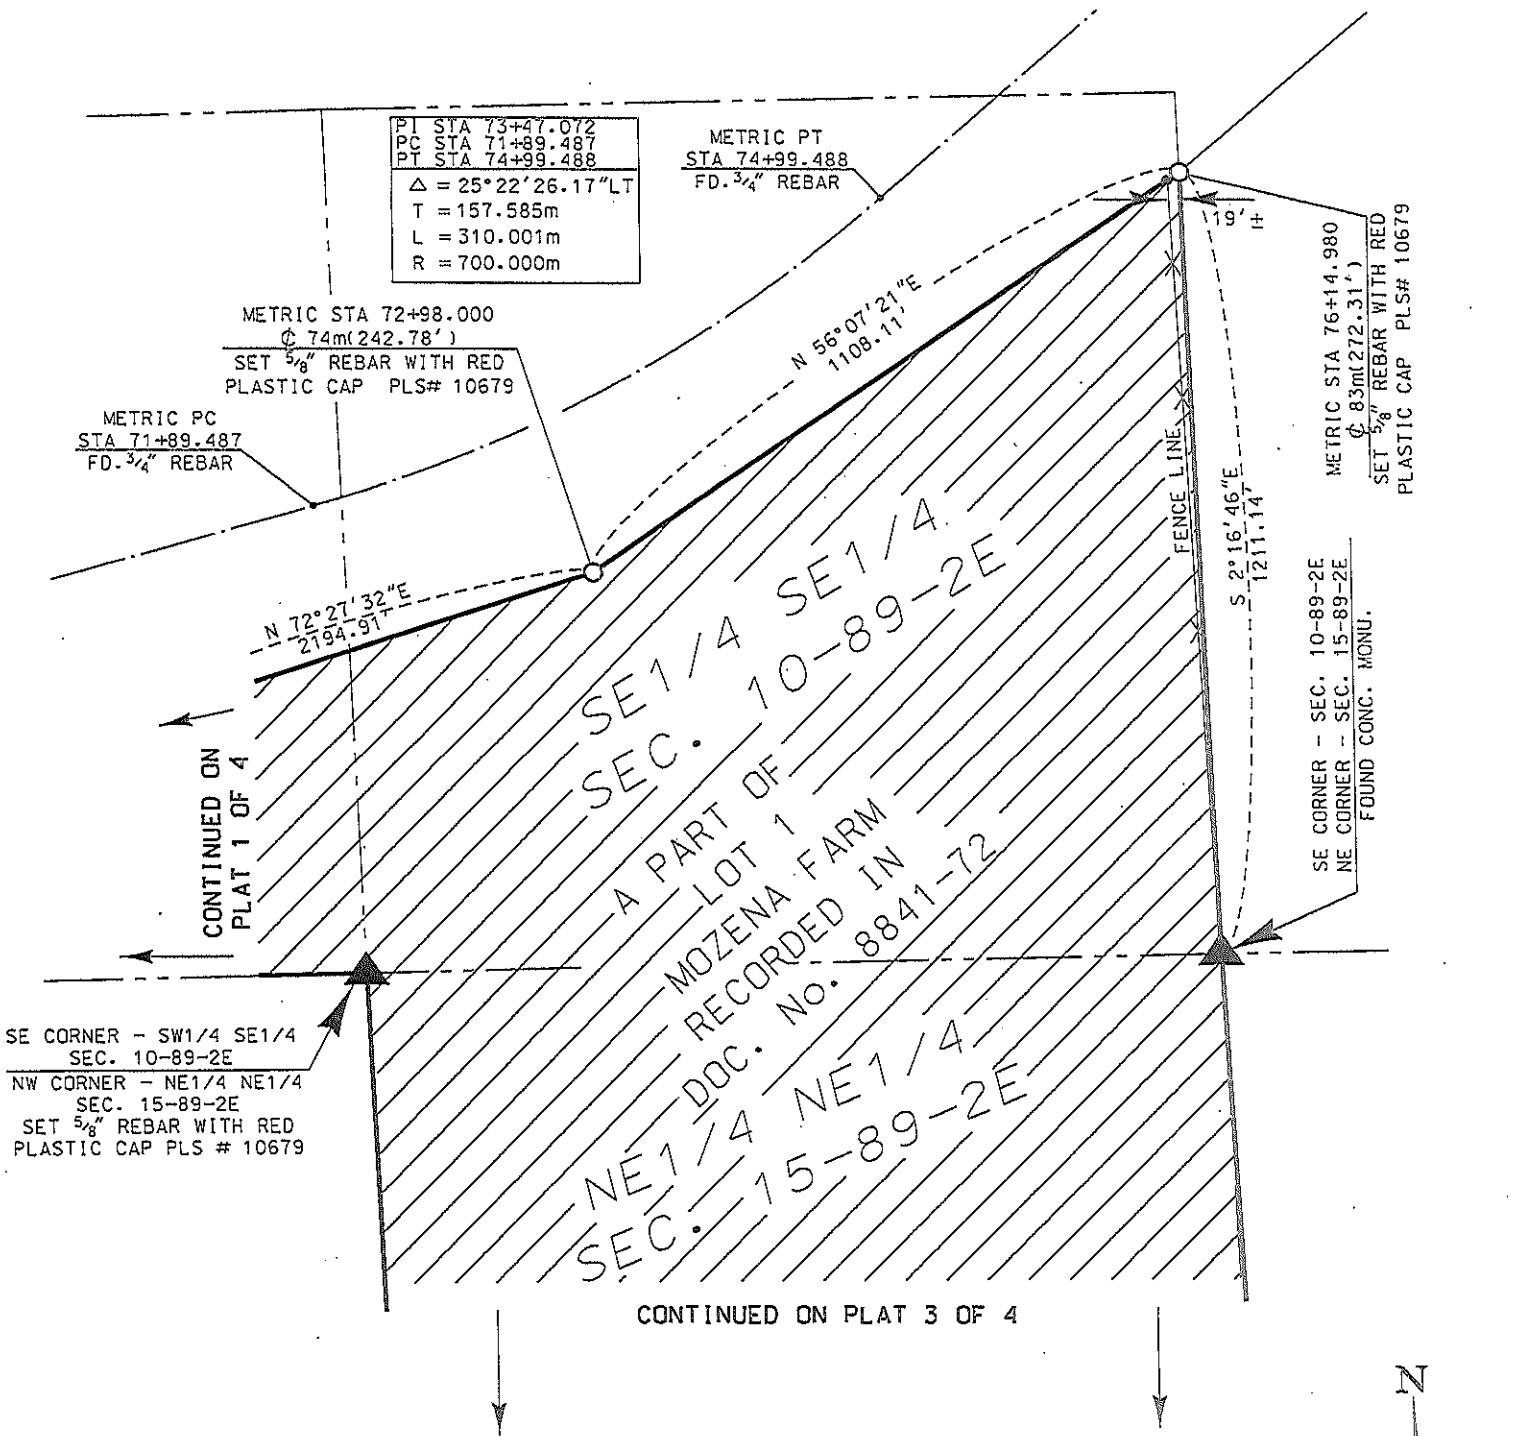 PI STA 73+47.072
PC STA 71+89.487
PT STA 74+99.488
△ = 25°22'26.17"LT
T = 157.585m
L = 310.001m
R = 700.000m
METRIC PT
STA 74+99.488
FD. 3/4" REBAR
19'±
METRIC STA 76+14.980
℄ 83m(272.31')
SET 5/8" REBAR WITH RED
PLASTIC CAP PLS# 10679
METRIC STA 72+98.000
℄ 74m(242.78')
SET 5/8" REBAR WITH RED
PLASTIC CAP PLS# 10679
N 56°07'21"E
1108.11'
METRIC PC
STA 71+89.487
FD. 3/4" REBAR
FENCE LINE
S 2°16'46"E
1211.14'
N 72°27'32"E
2194.91'
SE1/4 SE1/4
SEC. 10-89-2E
SE CORNER - SEC. 10-89-2E
NE CORNER - SEC. 15-89-2E
FOUND CONC. MONU.
CONTINUED ON
PLAT 1 OF 4
A PART OF
LOT 1
MOZENA FARM
RECORDED IN
DOC. No. 8841-72
SE CORNER - SW1/4 SE1/4
SEC. 10-89-2E
NW CORNER - NE1/4 NE1/4
SEC. 15-89-2E
SET 5/8" REBAR WITH RED
PLASTIC CAP PLS # 10679
NE1/4 NE1/4
SEC. 15-89-2E
CONTINUED ON PLAT 3 OF 4
N